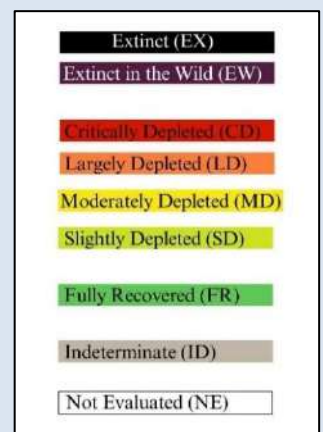 Extinct (EX)
Extinct in the Wild (EW)
Critically Depleted (CD)
Largely Depleted (LD)
Moderately Depleted (MD)
Slightly Depleted (SD)
Fully Recovered (FR)
Indeterminate (ID)
Not Evaluated (NE)